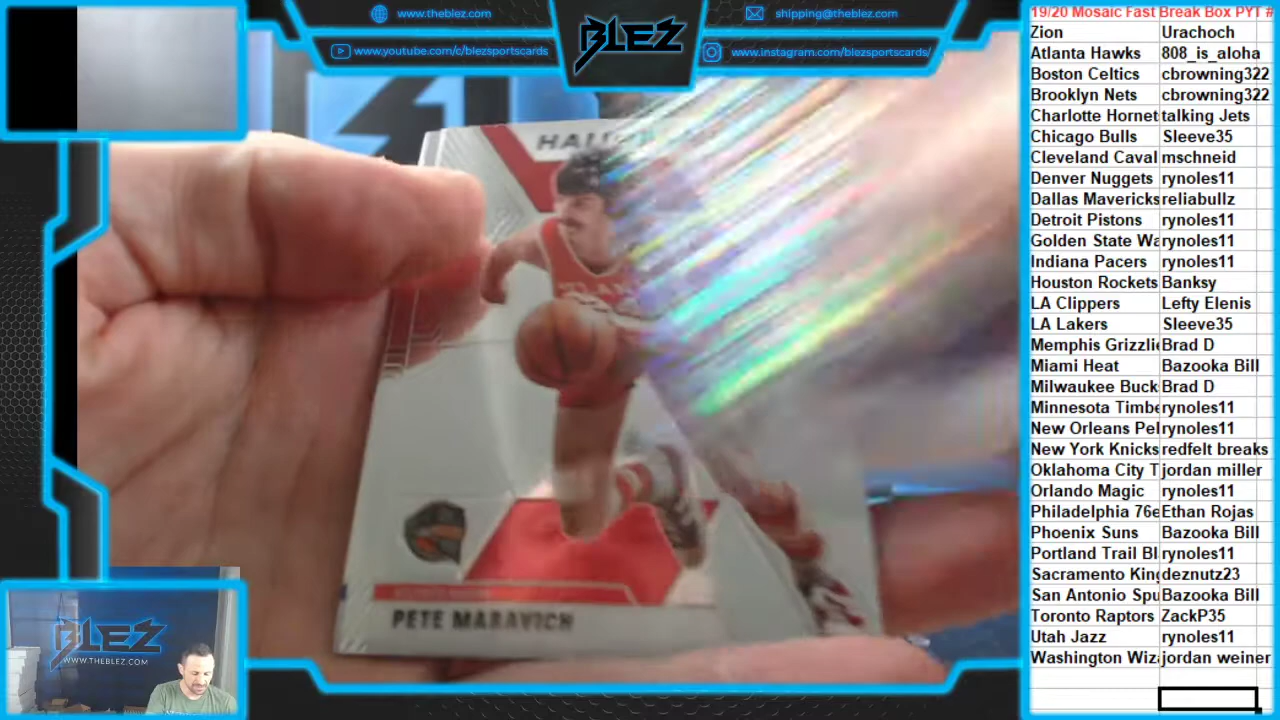 www.theblez.com
www.youtube.com/c/blezsportscards
BLEZ
shipping@theblez.com
www.instagram.com/blezsportscards/
PETE MARAVICH
BLEZ
WWW.THEBLEZ.COM
19/20 Mosaic Fast Break Box PYT #
Zion Urachoch
Atlanta Hawks 808_is_aloha
Boston Celtics cbrowning322
Brooklyn Nets cbrowning322
Charlotte Hornet talking Jets
Chicago Bulls Sleeve35
Cleveland Caval mschneid
Denver Nuggets rynoles11
Dallas Mavericks reliabullz
Detroit Pistons rynoles11
Golden State Wa rynoles11
Indiana Pacers rynoles11
Houston Rockets Banksy
LA Clippers Lefty Elenis
LA Lakers Sleeve35
Memphis Grizzlie Brad D
Miami Heat Bazooka Bill
Milwaukee Buck Brad D
Minnesota Timbe rynoles11
New Orleans Pel rynoles11
New York Knicks redfelt breaks
Oklahoma City T jordan miller
Orlando Magic rynoles11
Philadelphia 76e Ethan Rojas
Phoenix Suns Bazooka Bill
Portland Trail Bl rynoles11
Sacramento King deznutz23
San Antonio Spu Bazooka Bill
Toronto Raptors ZackP35
Utah Jazz rynoles11
Washington Wiz jordan weiner